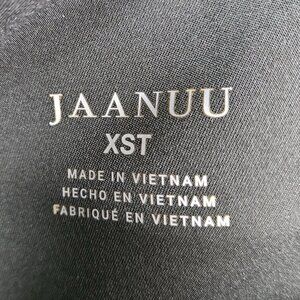 JAANUU
XST
MADE IN VIETNAM
HECHO EN VIETNAM
FABRIQUÉ EN VIETNAM